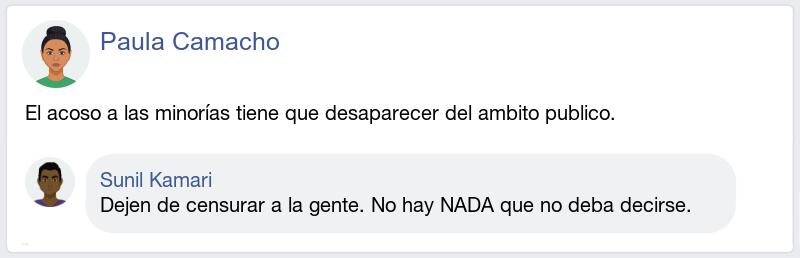 Paula Camacho
El acoso a las minorías tiene que desaparecer del ambito publico.
Sunil Kamari
Dejen de censurar a la gente. No hay NADA que no deba decirse.